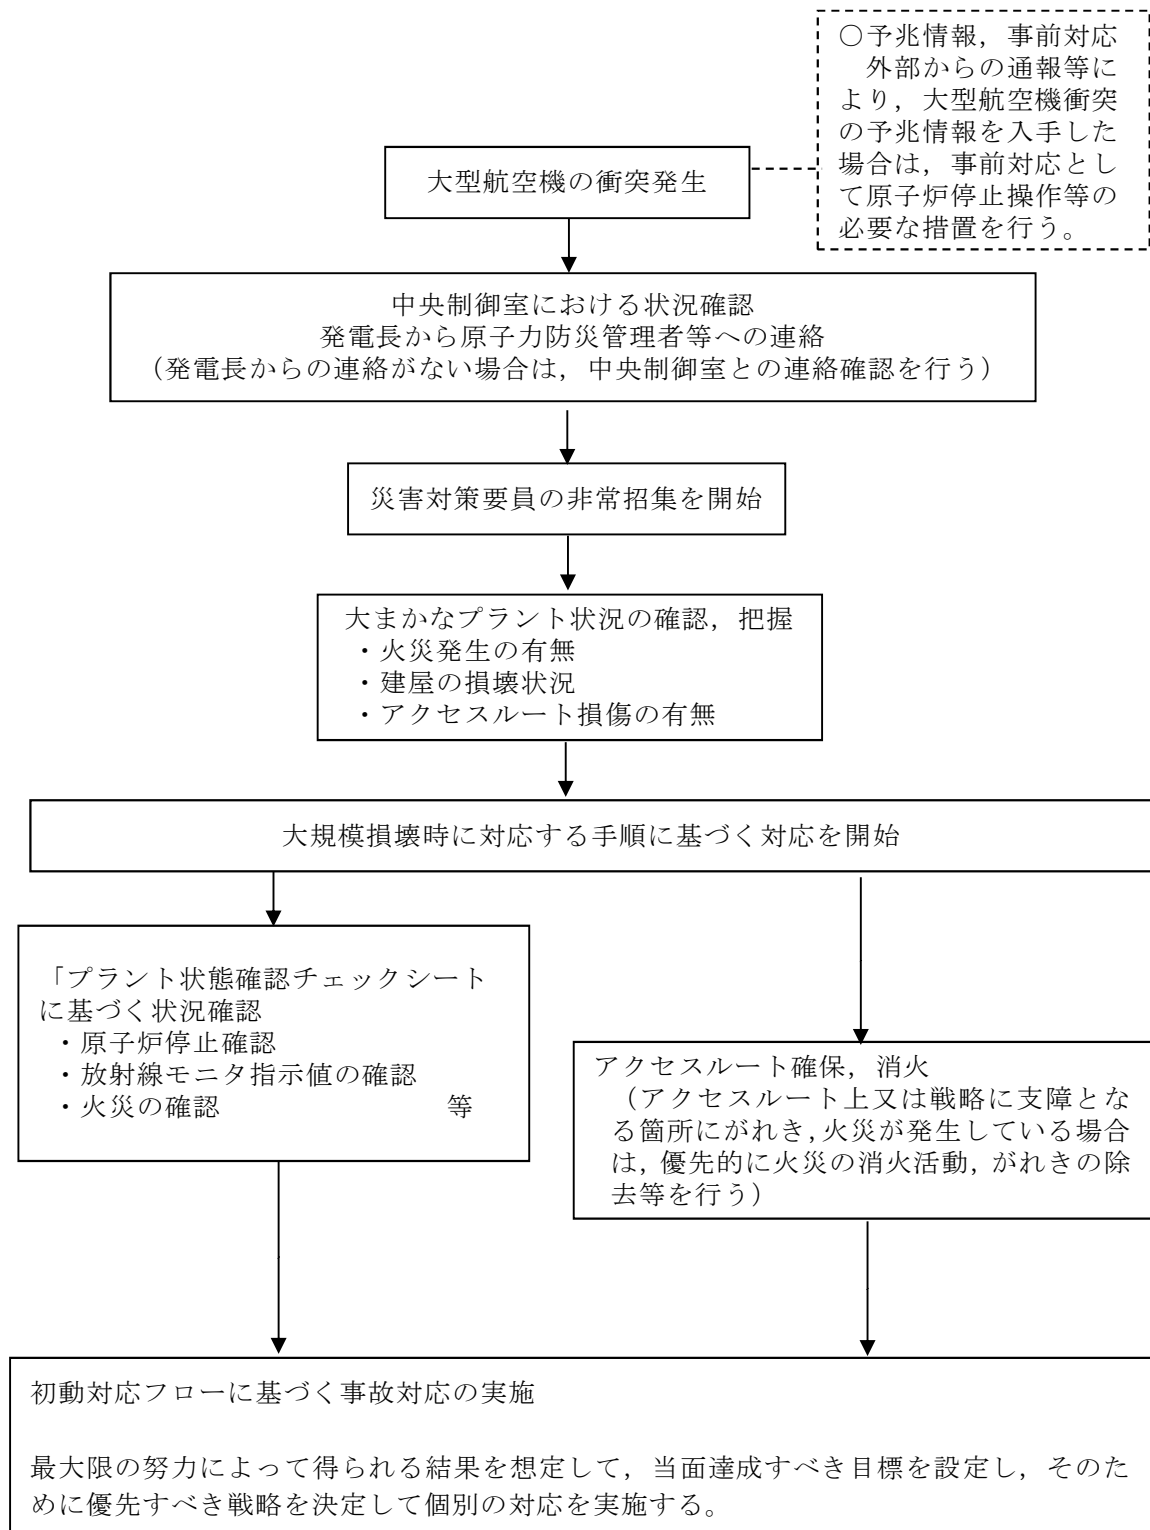 ○予兆情報，事前対応
外部からの通報等に
より，大型航空機衝突
の予兆情報を入手した
場合は，事前対応とし
て原子炉停止操作等の
必要な措置を行う。
大型航空機の衝突発生
中央制御室における状況確認
発電長から原子力防災管理者等への連絡
（発電長からの連絡がない場合は，中央制御室との連絡確認を行う）
災害対策要員の非常招集を開始
大まかなプラント状況の確認，把握
・火災発生の有無
・建屋の損壊状況
・アクセスルート損傷の有無
大規模損壊時に対応する手順に基づく対応を開始
「プラント状態確認チェックシート
に基づく状況確認
・原子炉停止確認
・放射線モニタ指示値の確認
・火災の確認 等
アクセスルート確保，消火
（アクセスルート上又は戦略に支障とな
る箇所にがれき，火災が発生している場合
は，優先的に火災の消火活動，がれきの除
去等を行う）
初動対応フローに基づく事故対応の実施
最大限の努力によって得られる結果を想定して，当面達成すべき目標を設定し，そのた
めに優先すべき戦略を決定して個別の対応を実施する。